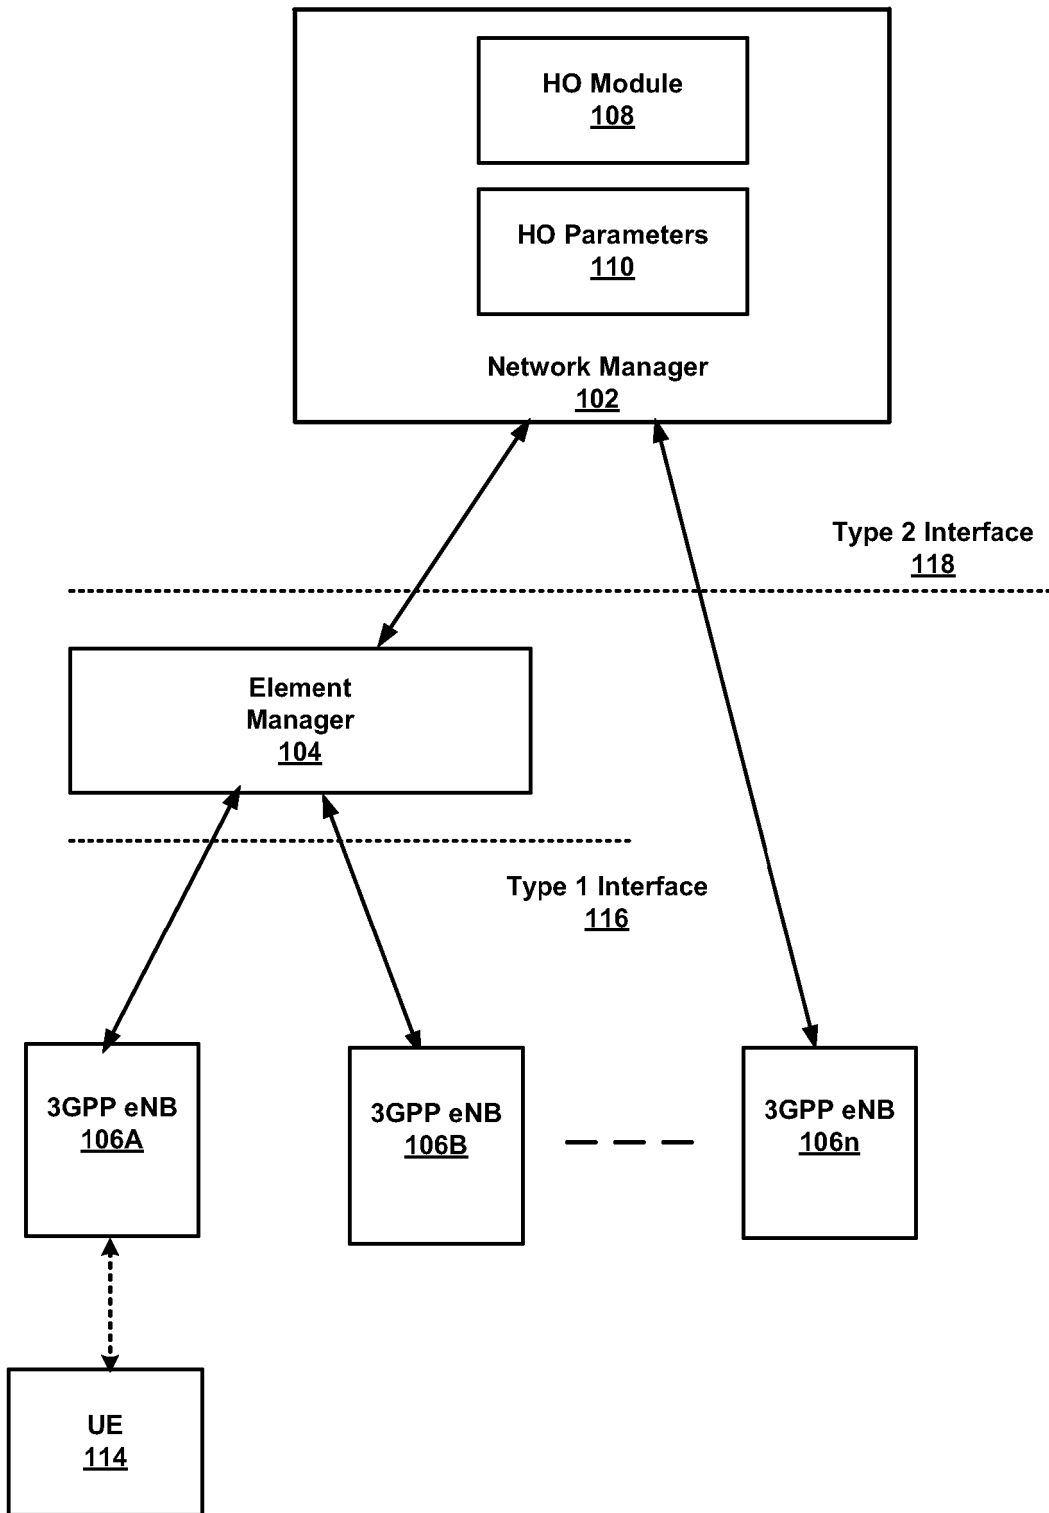 HO Module
108
HO Parameters
110
Network Manager
102
Type 2 Interface
118
Element
Manager
104
Type 1 Interface
116
3GPP eNB
106A
3GPP eNB
106B
3GPP eNB
106n
UE
114